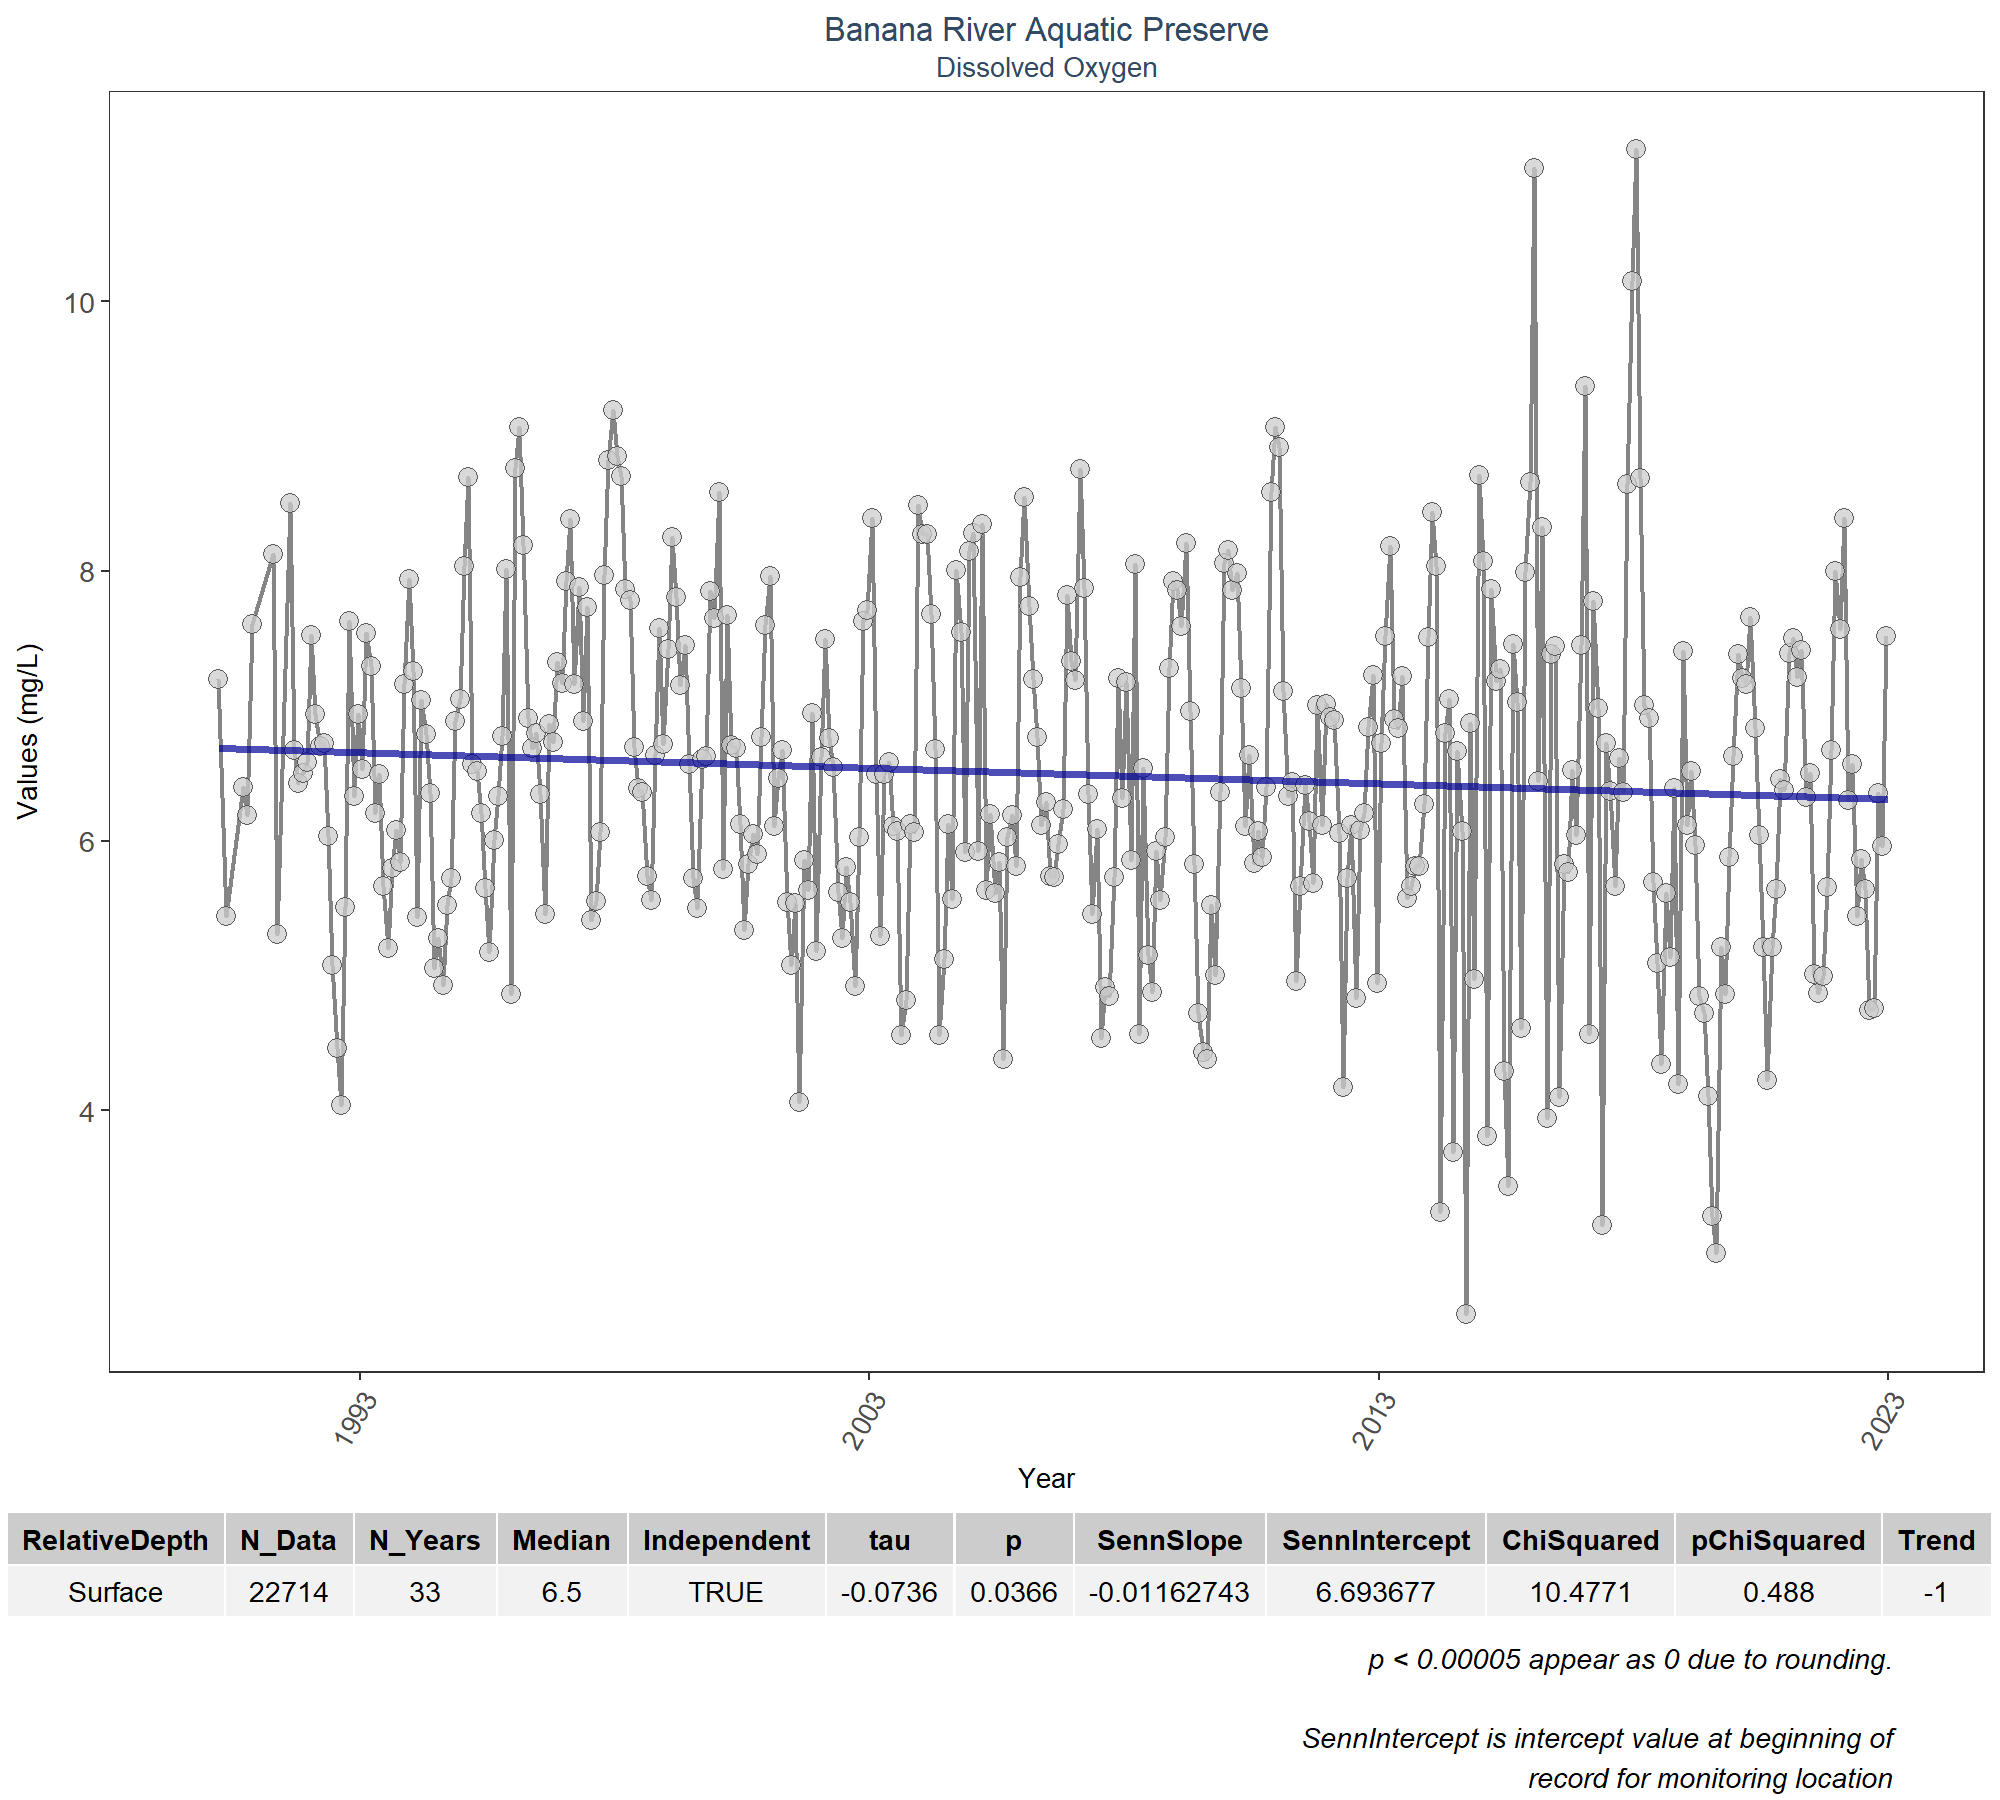 Banana River Aquatic Preserve
Dissolved Oxygen
Values (mg/L)
10
8
6
4
1993
2003
2013
2023
Year
RelativeDepth N_Data N_Years Median Independent tau p SennSlope SennIntercept ChiSquared pChiSquared Trend
Surface 22714 33 6.5 TRUE -0.0736 0.0366 -0.01162743 6.693677 10.4771 0.488 -1
p < 0.00005 appear as 0 due to rounding.
SennIntercept is intercept value at beginning of
record for monitoring location